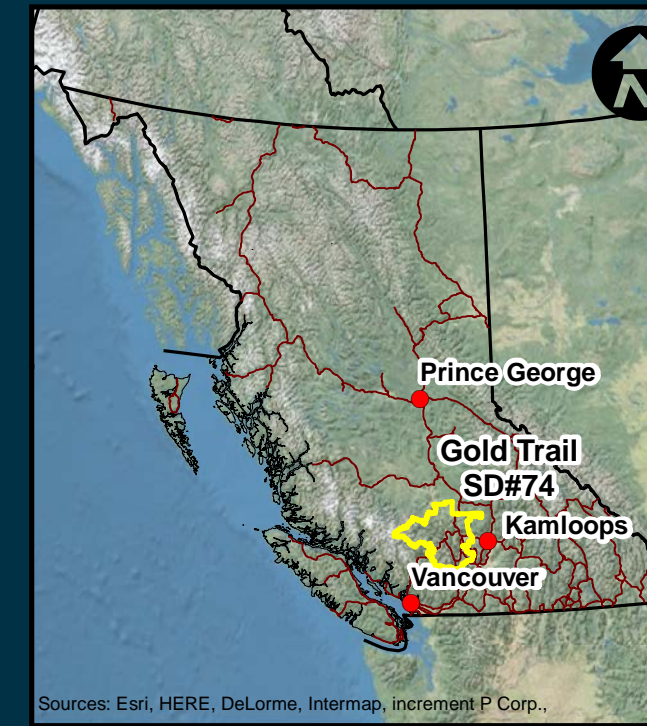 Prince George
Gold Trail
SD#74
Kamloops
Vancouver
Sources: Esri, HERE, DeLorme, Intermap, increment P Corp.,